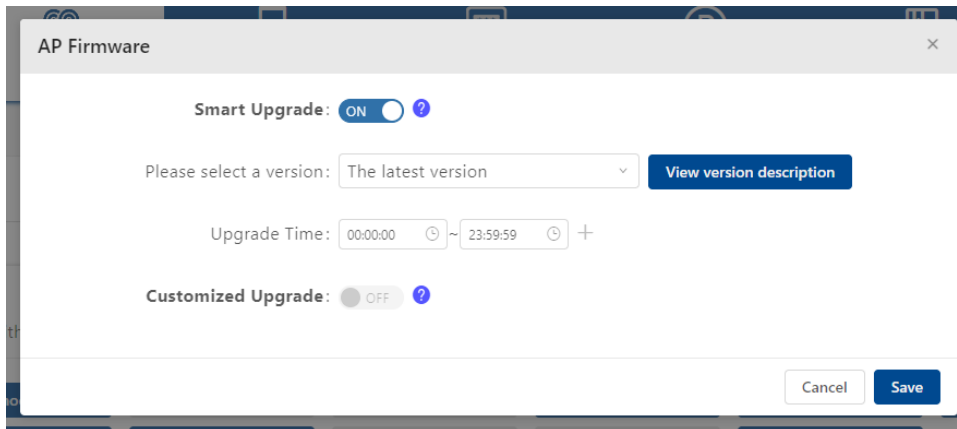 AP Firmware ×
Smart Upgrade: ON ?
Please select a version: The latest version View version description
Upgrade Time: 00:00:00 ~ 23:59:59 +
Customized Upgrade: OFF ?
th
Cancel Save